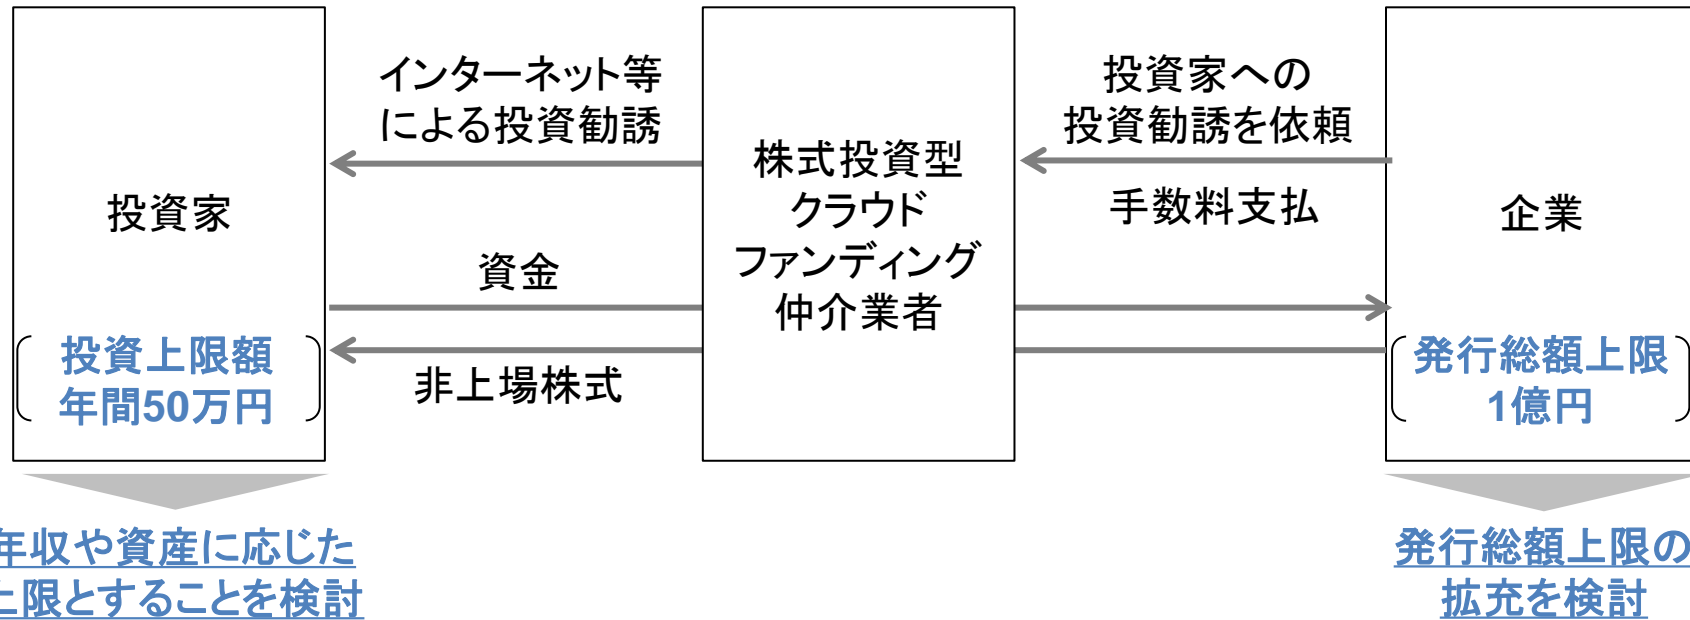 インターネット等
による投資勧誘
投資家への
投資勧誘を依頼
株式投資型
クラウド
ファンディング
仲介業者
手数料支払
投資家
企業
資金
非上場株式
投資上限額
年間50万円
発行総額上限
1億円
年収や資産に応じた
上限とすることを検討
発行総額上限の
拡充を検討